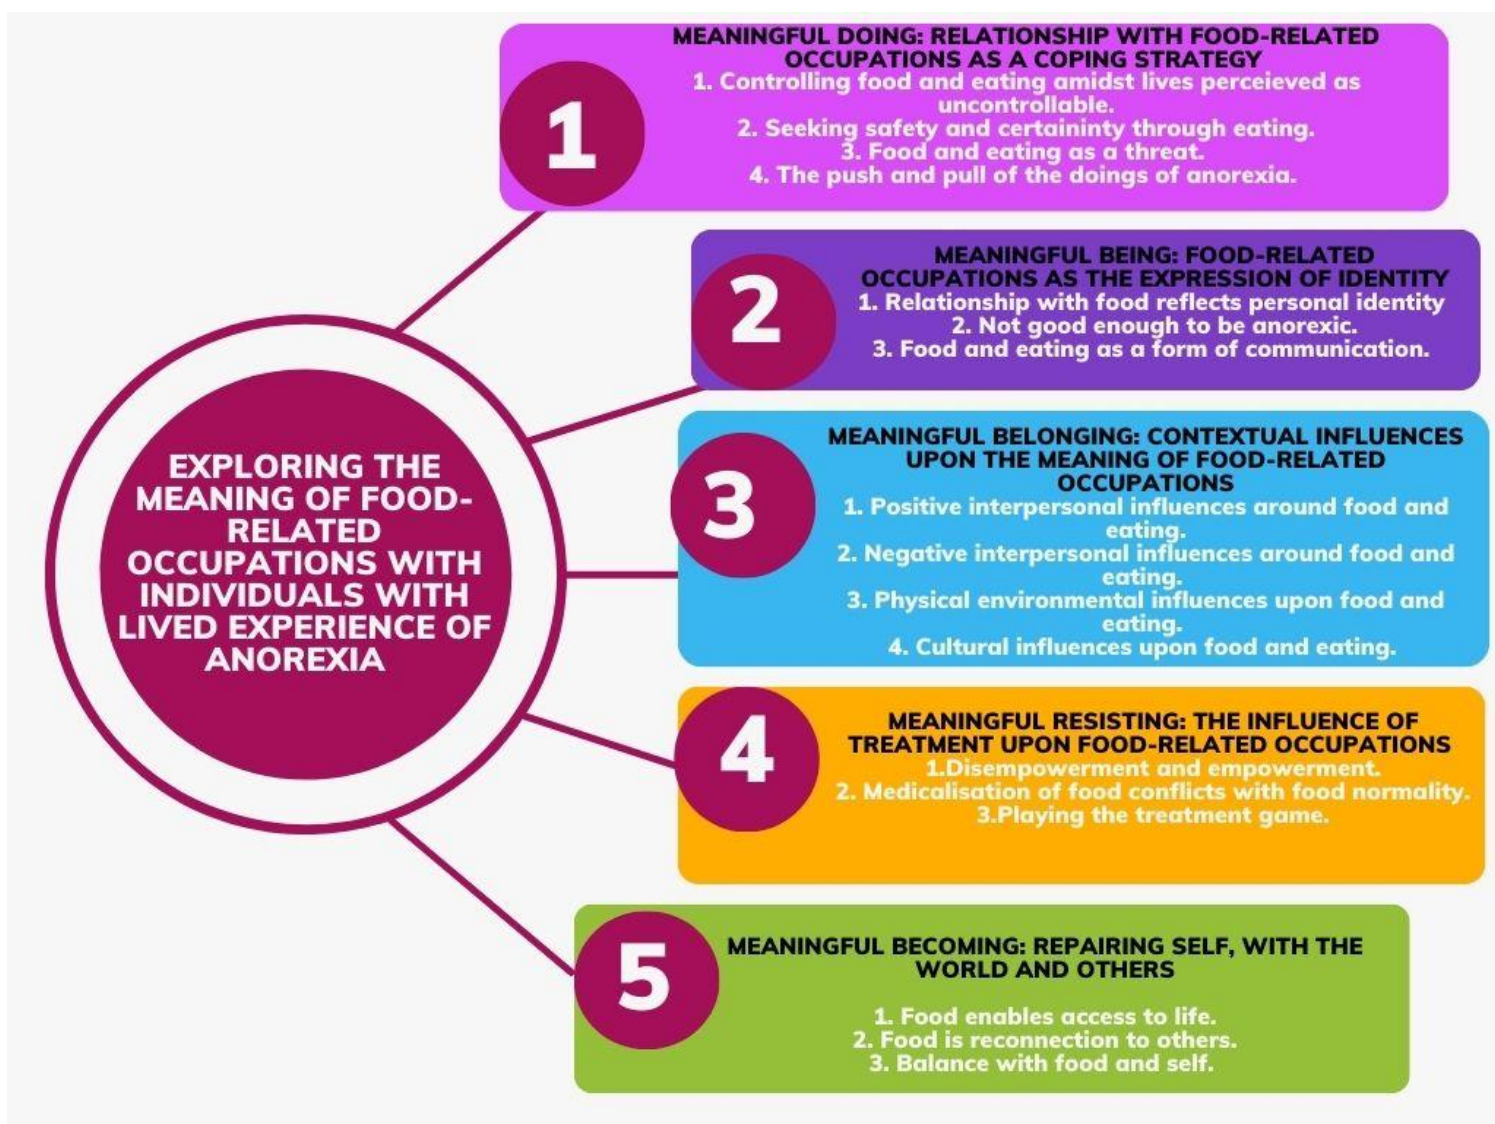 EXPLORING THE
MEANING OF FOOD-
RELATED
OCCUPATIONS WITH
INDIVIDUALS WITH
LIVED EXPERIENCE OF
ANOREXIA
1
MEANINGFUL DOING: RELATIONSHIP WITH FOOD-RELATED
OCCUPATIONS AS A COPING STRATEGY
1. Controlling food and eating amidst lives perceieved as
uncontrollable.
2. Seeking safety and certaininty through eating.
3. Food and eating as a threat.
4. The push and pull of the doings of anorexia.
2
MEANINGFUL BEING: FOOD-RELATED
OCCUPATIONS AS THE EXPRESSION OF IDENTITY
1. Relationship with food reflects personal identity
2. Not good enough to be anorexic.
3. Food and eating as a form of communication.
3
MEANINGFUL BELONGING: CONTEXTUAL INFLUENCES
UPON THE MEANING OF FOOD-RELATED
OCCUPATIONS
1. Positive interpersonal influences around food and
eating.
2. Negative interpersonal influences around food and
eating.
3. Physical environmental influences upon food and
eating.
4. Cultural influences upon food and eating.
4
MEANINGFUL RESISTING: THE INFLUENCE OF
TREATMENT UPON FOOD-RELATED OCCUPATIONS
1.Disempowerment and empowerment.
2. Medicalisation of food conflicts with food normality.
3.Playing the treatment game.
5
MEANINGFUL BECOMING: REPAIRING SELF, WITH THE
WORLD AND OTHERS
1. Food enables access to life.
2. Food is reconnection to others.
3. Balance with food and self.